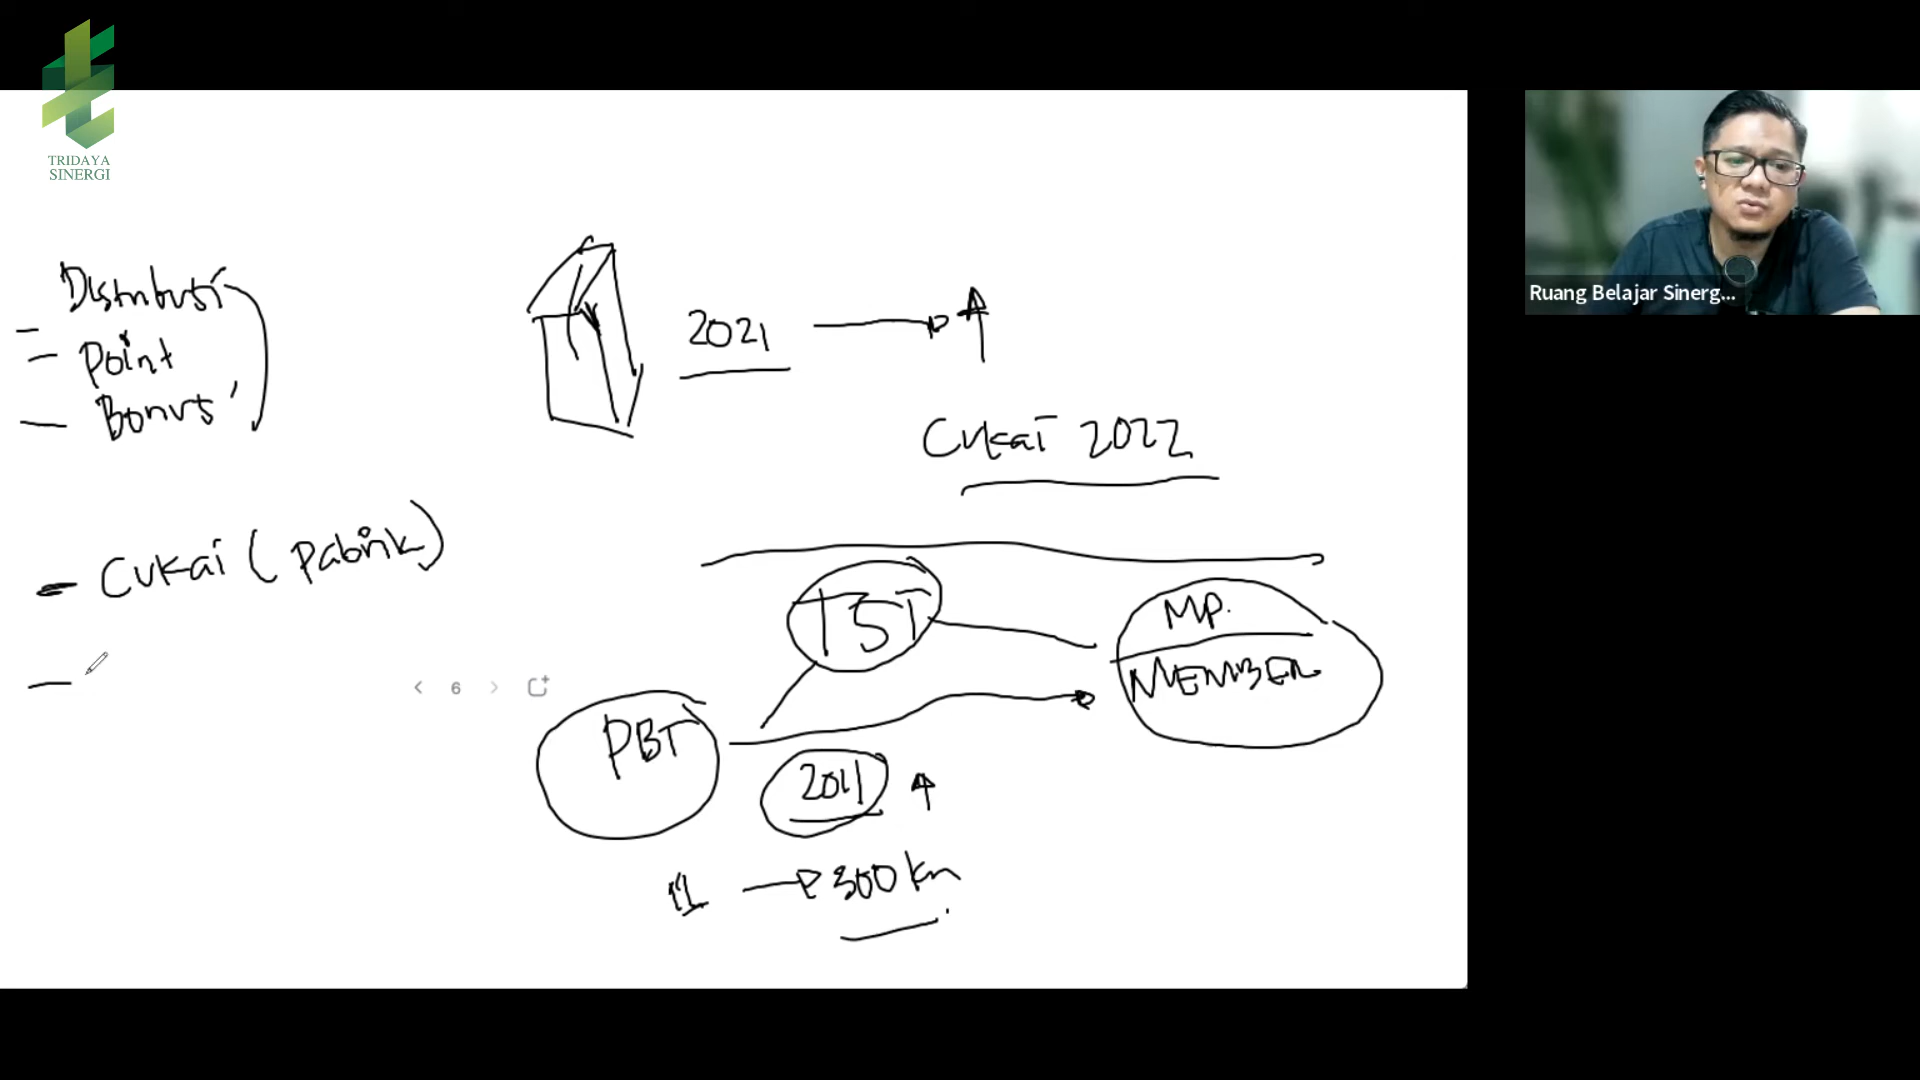 TRIDAYA
SINERGI
Distribusi
- Point
- Bonus
- Cukai (Pabrik)
2021
Cukai 2022
TST
MP.
MEMBER
PBT
2011
300 km
6
Ruang Belajar Sinerg...